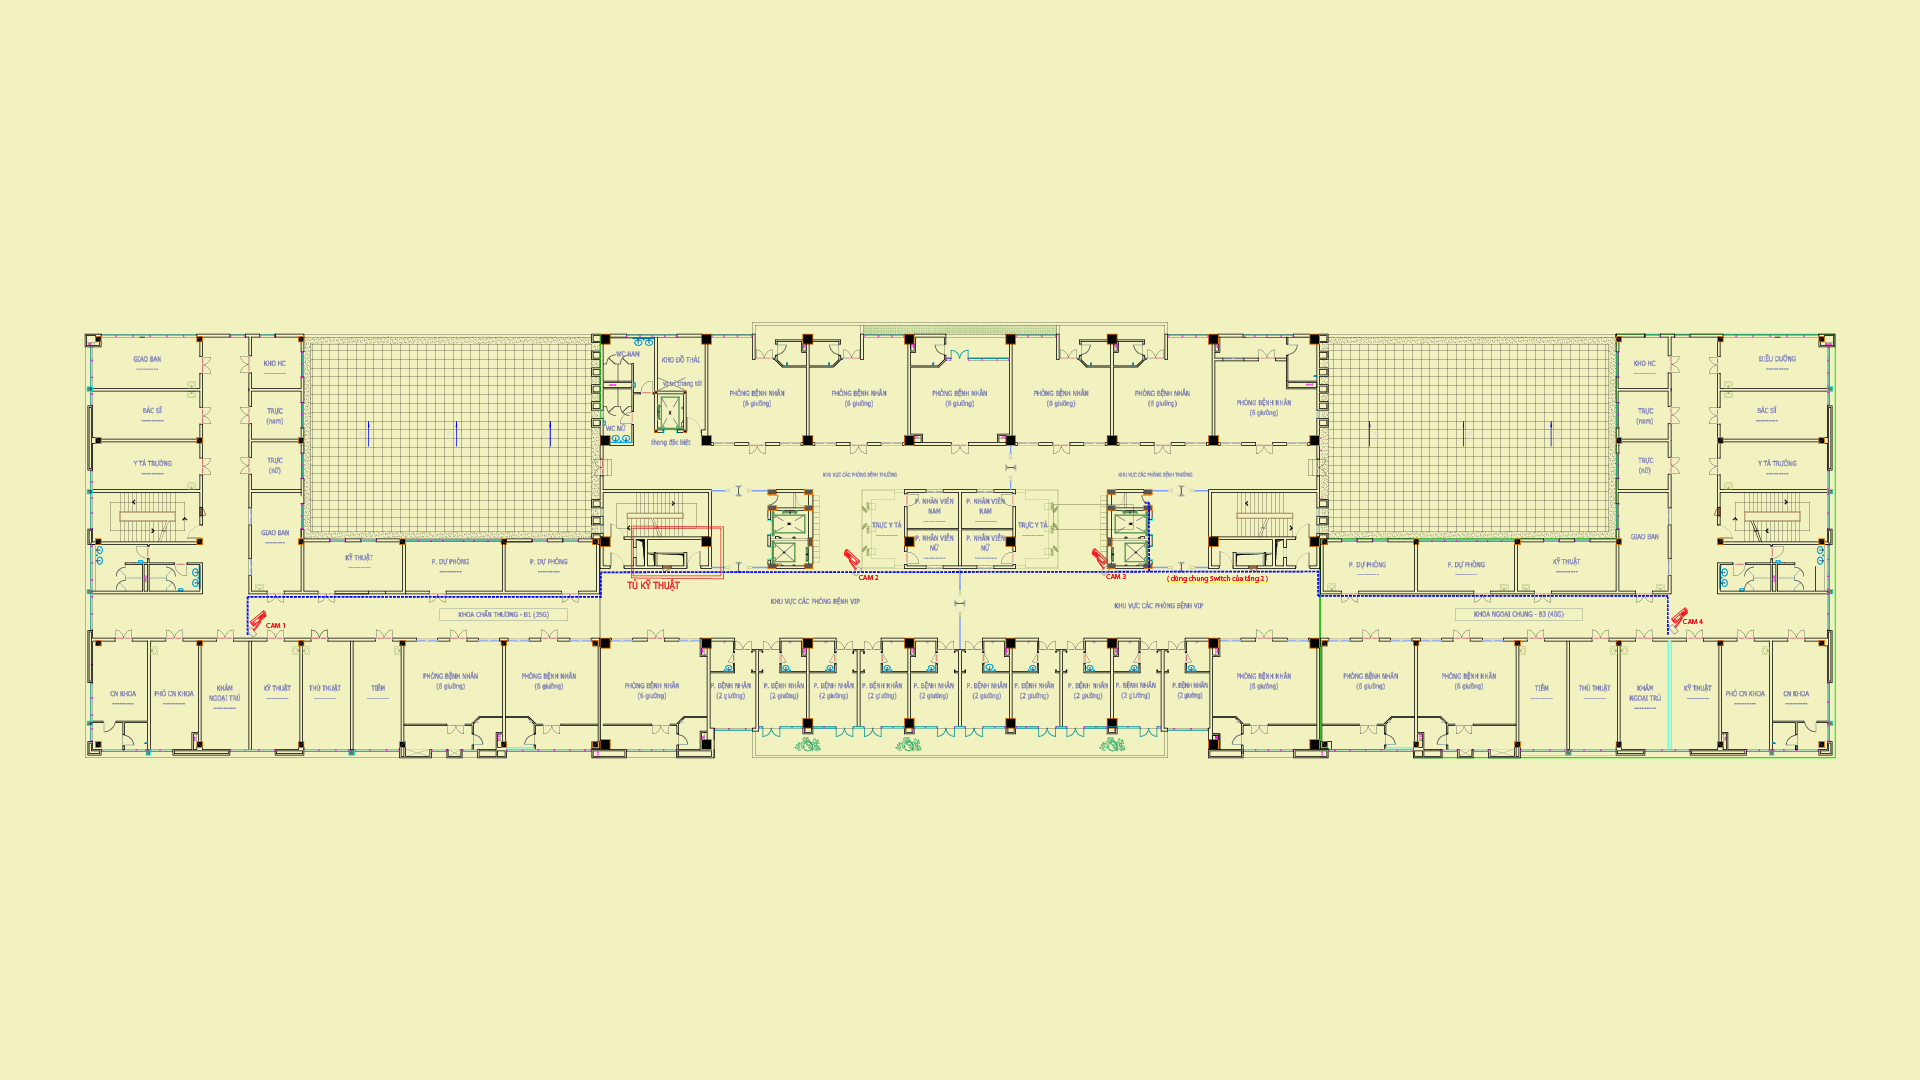 GIAO BAN
KHO HC
WC NAM
KHO ĐỒ THẢI
KHO HC
ĐIỀU DƯỠNG
BÁC SĨ
TRỰC
(nam)
WC NỮ
thang đặc biệt
PHÒNG BỆNH NHÂN
(6 giường)
PHÒNG BỆNH NHÂN
(6 giường)
PHÒNG BỆNH NHÂN
(6 giường)
PHÒNG BỆNH NHÂN
(6 giường)
PHÒNG BỆNH NHÂN
(6 giường)
PHÒNG BỆNH NHÂN
(6 giường)
TRỰC
(nam)
BÁC SĨ
Y TÁ TRƯỞNG
TRỰC
(nữ)
KHU VỰC CÁC PHÒNG BỆNH THƯỜNG
KHU VỰC CÁC PHÒNG BỆNH THƯỜNG
TRỰC
(nữ)
Y TÁ TRƯỞNG
GIAO BAN
TRỰC Y TÁ
P. NHÂN VIÊN
NAM
P. NHÂN VIÊN
NAM
P. NHÂN VIÊN
NỮ
P. NHÂN VIÊN
NỮ
TRỰC Y TÁ
GIAO BAN
KỸ THUẬT
P. DỰ PHÒNG
P. DỰ PHÒNG
TỦ KỸ THUẬT
CAM 2
CAM 3
( dùng chung Switch của tầng 2 )
P. DỰ PHÒNG
P. DỰ PHÒNG
KỸ THUẬT
CAM 1
KHOA CHẤN THƯƠNG - B1 (35G)
KHU VỰC CÁC PHÒNG BỆNH VIP
KHU VỰC CÁC PHÒNG BỆNH VIP
KHOA NGOẠI CHUNG - B3 (40G)
CAM 4
CN KHOA
PHÓ CN KHOA
KHÁM
NGOẠI TRÚ
KỸ THUẬT
THỦ THUẬT
TIÊM
PHÒNG BỆNH NHÂN
(6 giường)
PHÒNG BỆNH NHÂN
(6 giường)
PHÒNG BỆNH NHÂN
(6 giường)
P. BỆNH NHÂN
(2 giường)
P. BỆNH NHÂN
(2 giường)
P. BỆNH NHÂN
(2 giường)
P. BỆNH NHÂN
(2 giường)
P. BỆNH NHÂN
(2 giường)
P. BỆNH NHÂN
(2 giường)
P. BỆNH NHÂN
(2 giường)
P. BỆNH NHÂN
(2 giường)
P. BỆNH NHÂN
(2 giường)
P. BỆNH NHÂN
(2 giường)
PHÒNG BỆNH NHÂN
(6 giường)
PHÒNG BỆNH NHÂN
(6 giường)
PHÒNG BỆNH NHÂN
(6 giường)
TIÊM
THỦ THUẬT
KHÁM
NGOẠI TRÚ
KỸ THUẬT
PHÓ CN KHOA
CN KHOA